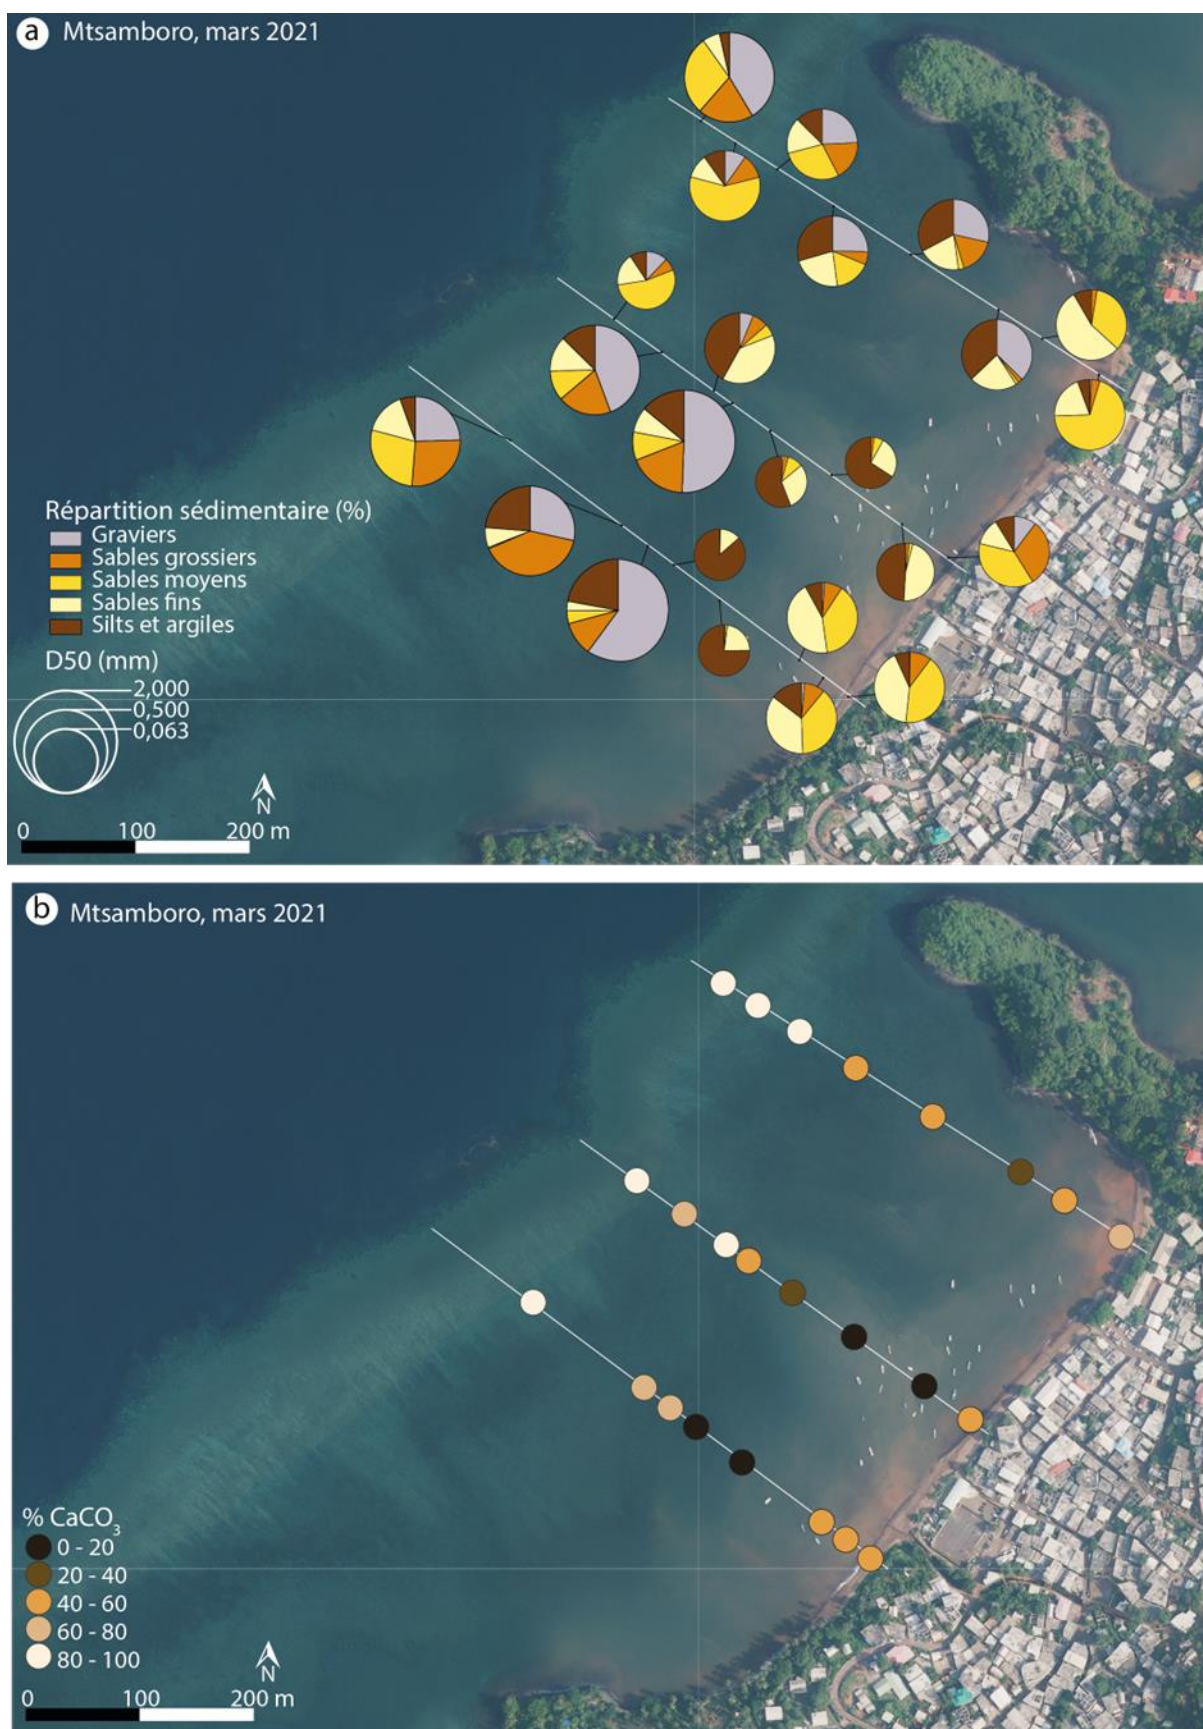 a Mtsamboro, mars 2021
Répartition sédimentaire (%)
Graviers
Sables grossiers
Sables moyens
Sables fins
Silts et argiles
D50 (mm)
2,000
0,500
0,063
N
0 100 200 m
b Mtsamboro, mars 2021
% CaCO₃
0 - 20
20 - 40
40 - 60
60 - 80
80 - 100
N
0 100 200 m